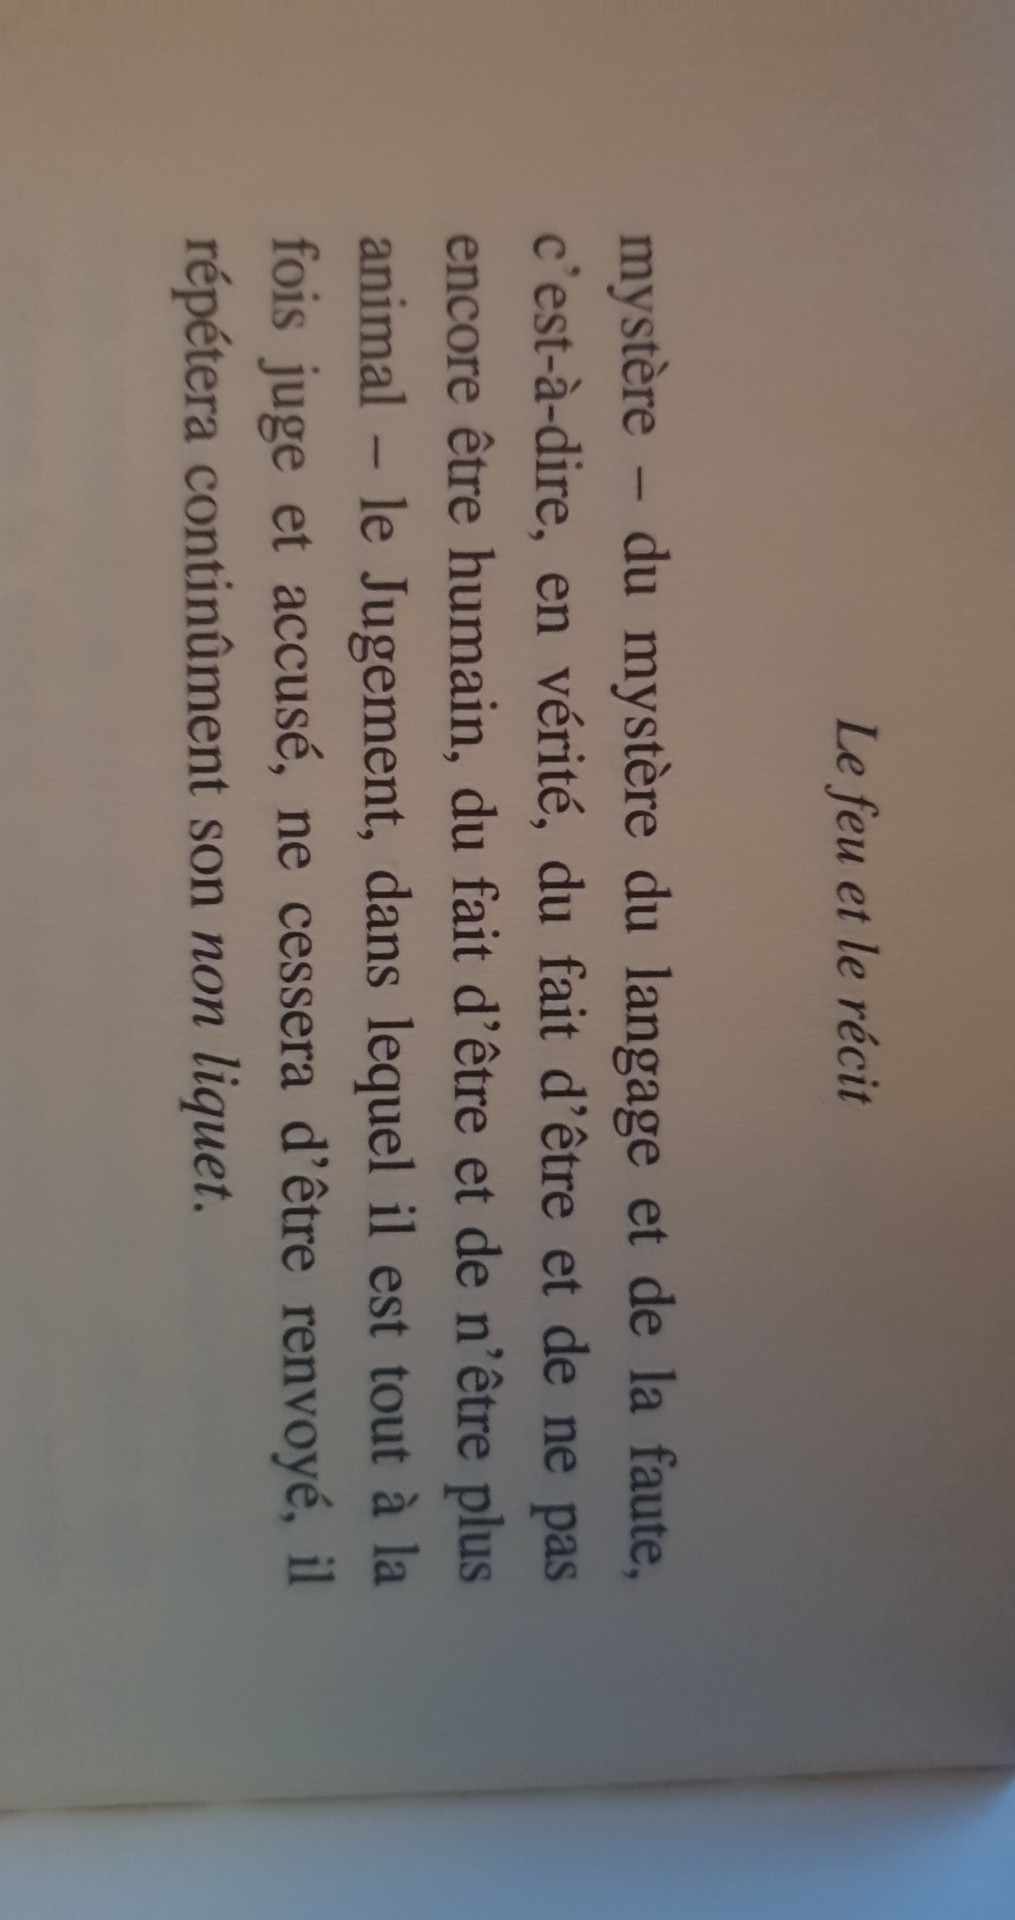 Le feu et le récit
mystère – du mystère du langage et de la faute,
c'est-à-dire, en vérité, du fait d'être et de ne pas
encore être humain, du fait d'être et de n'être plus
animal – le Jugement, dans lequel il est tout à la
fois juge et accusé, ne cessera d'être renvoyé, il
répétera continûment son non liquet.